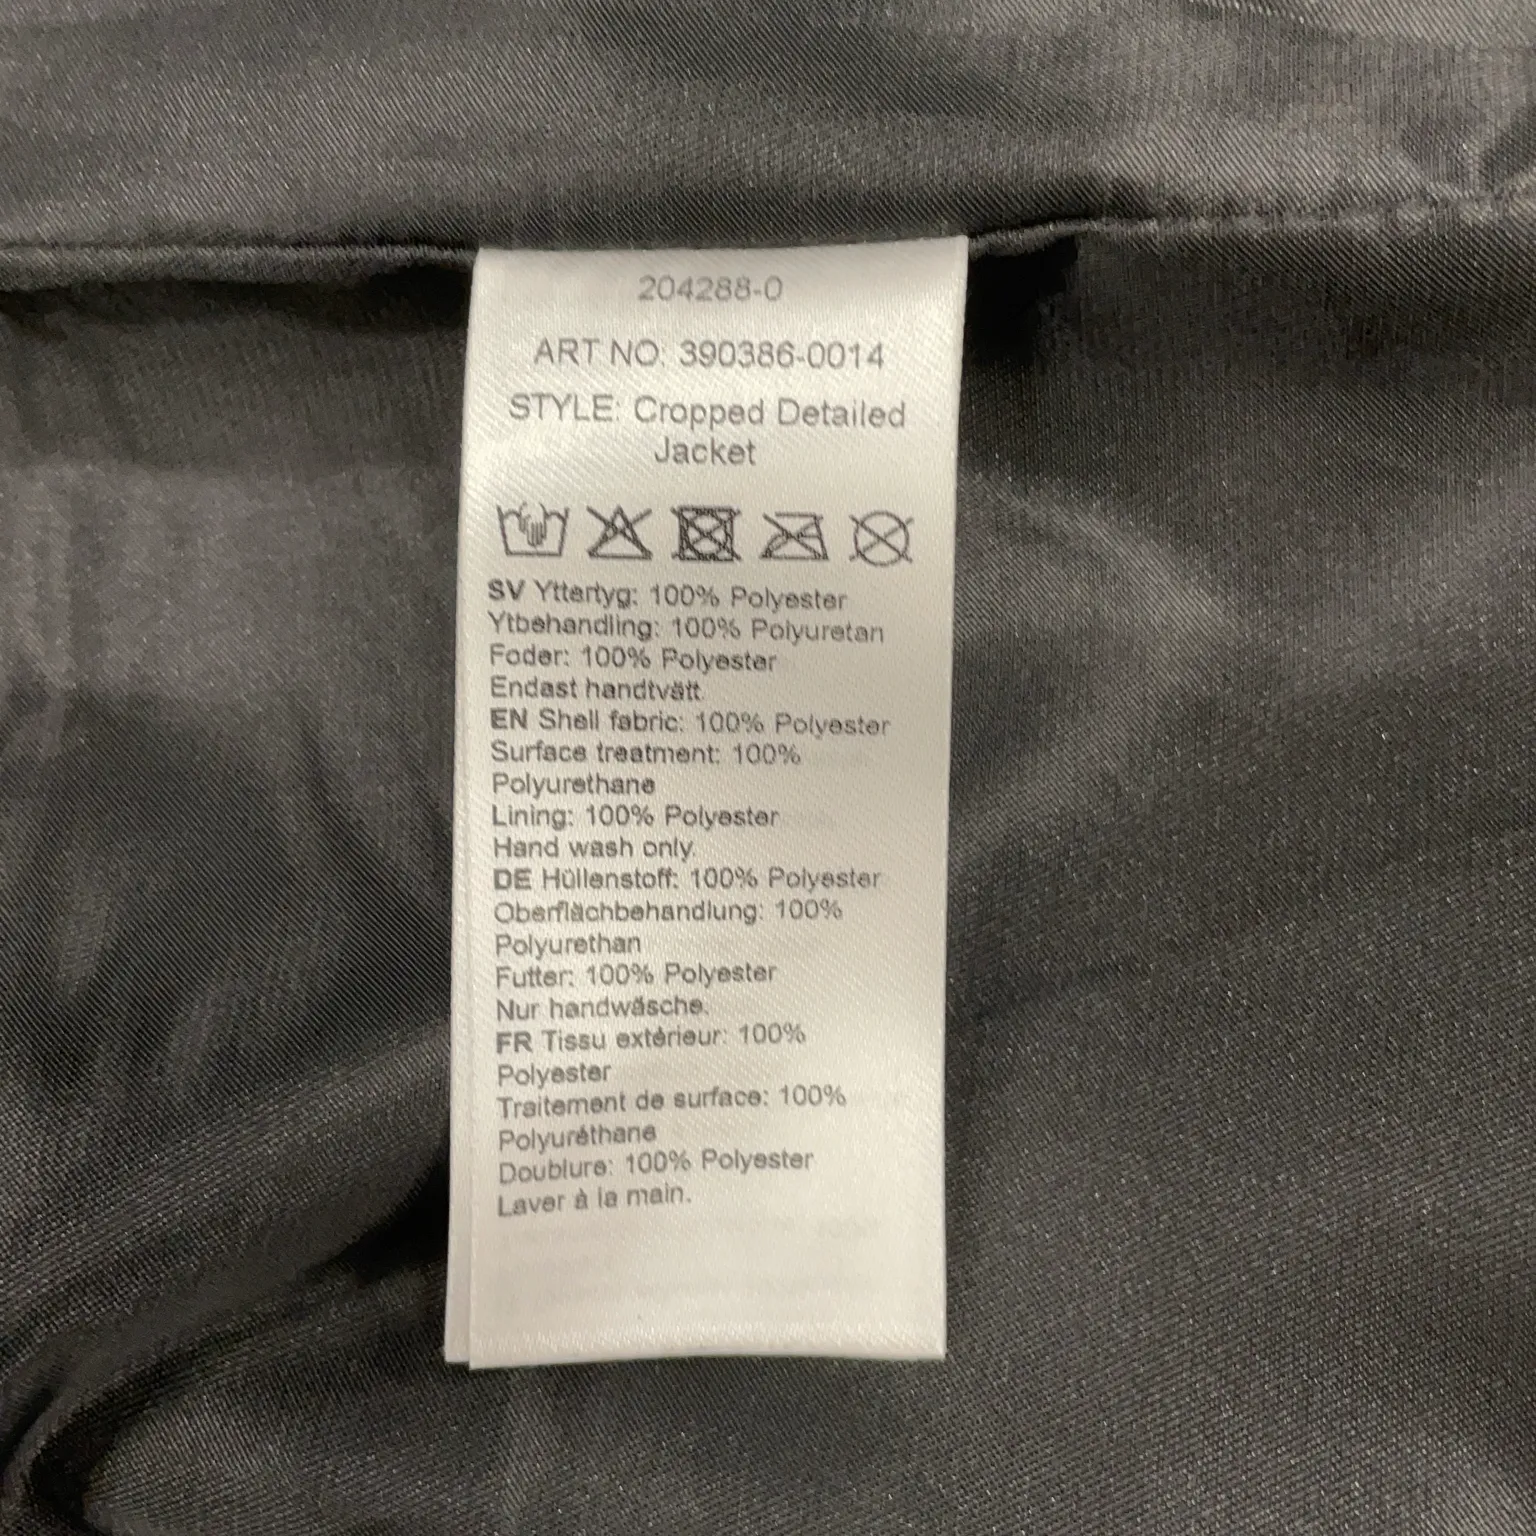 204288-0
ART NO: 390386-0014
STYLE: Cropped Detailed
Jacket
SV Yttertyg: 100% Polyester
Ytbehandling: 100% Polyuretan
Foder: 100% Polyester
Endast handtvätt.
EN Shell fabric: 100% Polyester
Surface treatment: 100%
Polyurethane
Lining: 100% Polyester
Hand wash only.
DE Hüllenstoff: 100% Polyester
Oberflächbehandlung: 100%
Polyurethan
Futter: 100% Polyester
Nur handwäsche.
FR Tissu extérieur: 100%
Polyester
Traitement de surface: 100%
Polyuréthane
Doublure: 100% Polyester
Laver à la main.